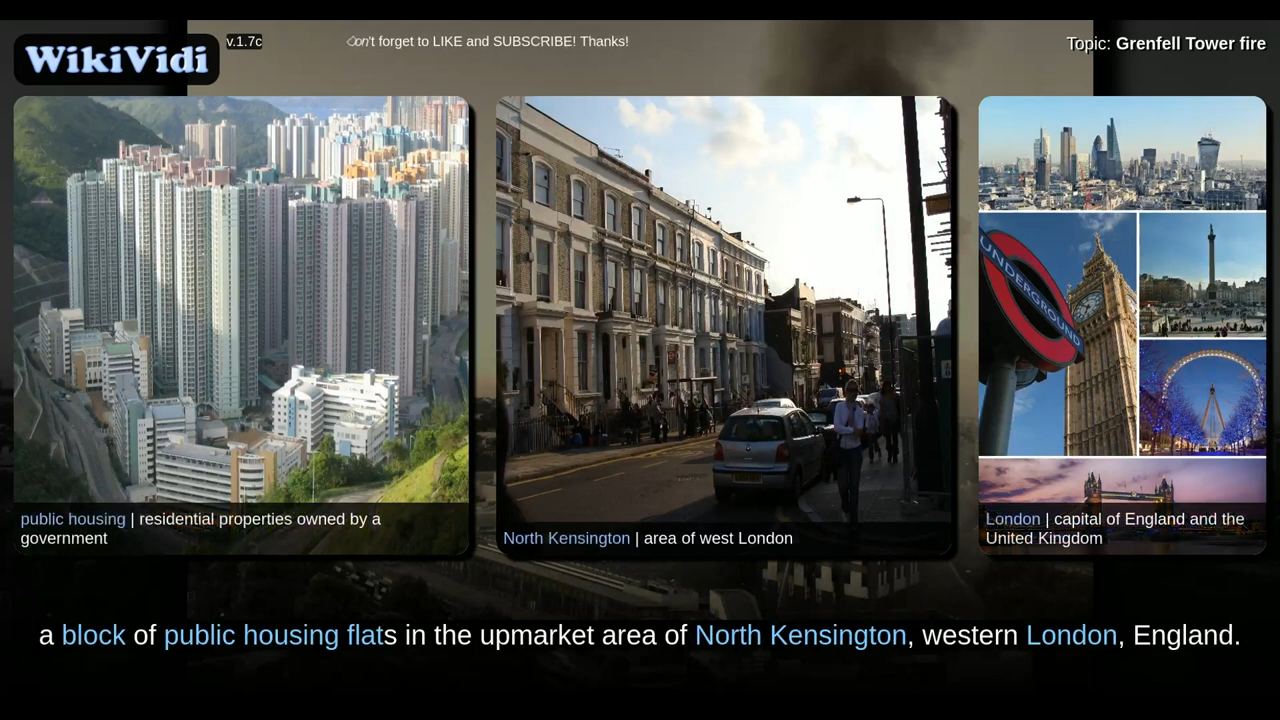 WikiVidi
v.1.7c
Don't forget to LIKE and SUBSCRIBE! Thanks!
Topic: Grenfell Tower fire
UNDERGROUND
public housing | residential properties owned by a
government
North Kensington | area of west London
London | capital of England and the
United Kingdom
a block of public housing flats in the upmarket area of North Kensington, western London, England.